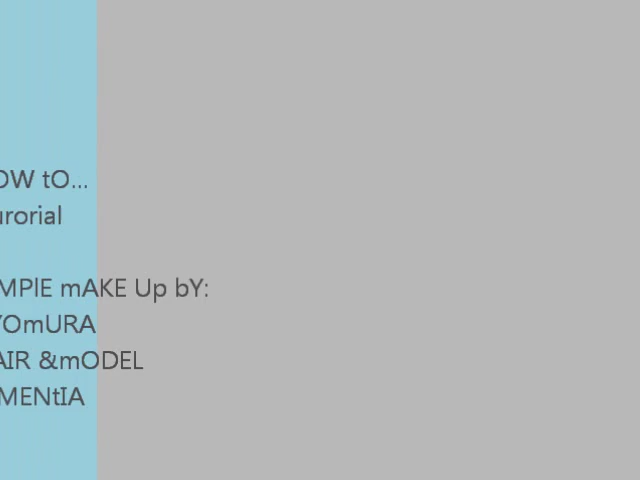 OW tO...
urorial
MPlE mAKE Up bY:
YOmURA
AIR &mODEL
MENtIA